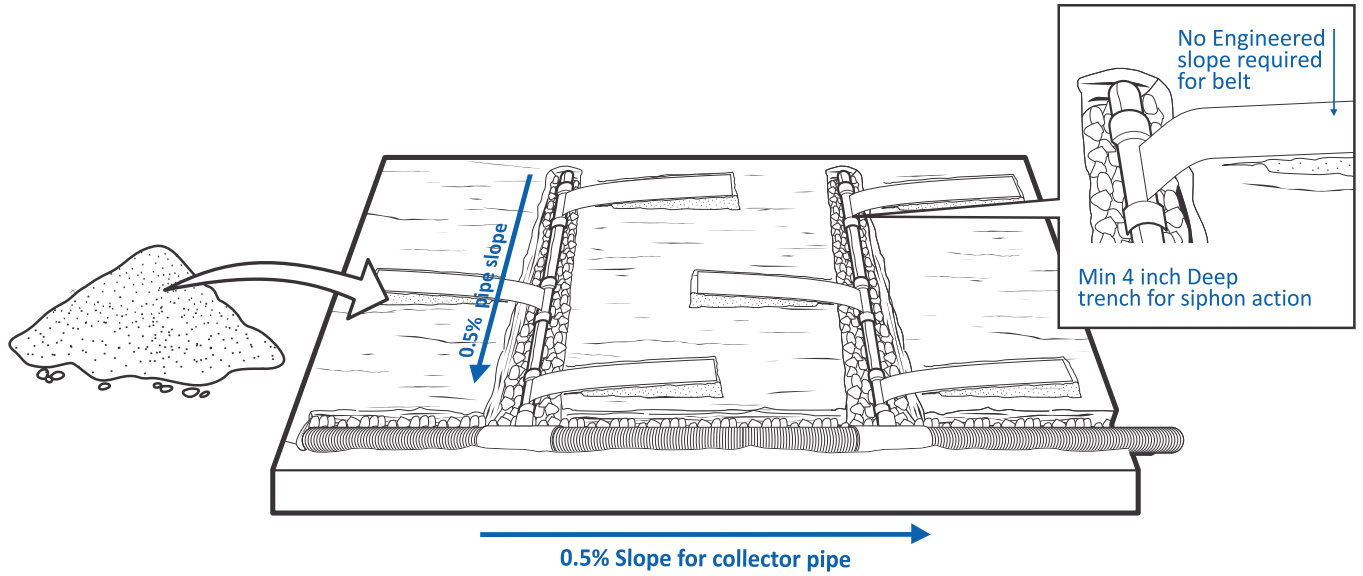 No Engineered
slope required
for belt
Min 4 inch Deep
trench for siphon action
0.5% pipe slope
0.5% Slope for collector pipe